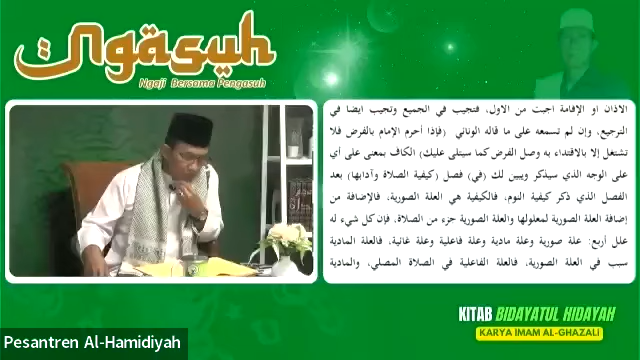 Ngasuh
Ngaji Bersama Pengasuh
الاذان او الإقامة اجبت من الاول، فتجيب في الجميع وتجيب ايضا في
الترجيع، وإن لم تسمعه على ما قاله الوناني (فإذا أحرم الإمام بالفرض فلا
تشتغل إلا بالاقتداء به وصل الفرض كما سيتلى عليك) الكاف بمعنى على أي
على الوجه الذي سيذكر ويبين لك (في) فصل (كيفية الصلاة وآدابها) بعد
الفصل الذي ذكر كيفية النوم، فالكيفية هي العلة الصورية، فالإضافة من
إضافة العلة الصورية لمعلولها والعلة الصورية جزء من الصلاة، فإن كل شيء له
علل أربع: علة صورية وعلة مادية وعلة فاعلية وعلة غائية، فالعلة المادية
سبب في العلة الصورية، فالعلة الفاعلية في الصلاة المصلي، والمادية
KITAB BIDAYATUL HIDAYAH
KARYA IMAM AL-GHAZALI
Pesantren Al-Hamidiyah